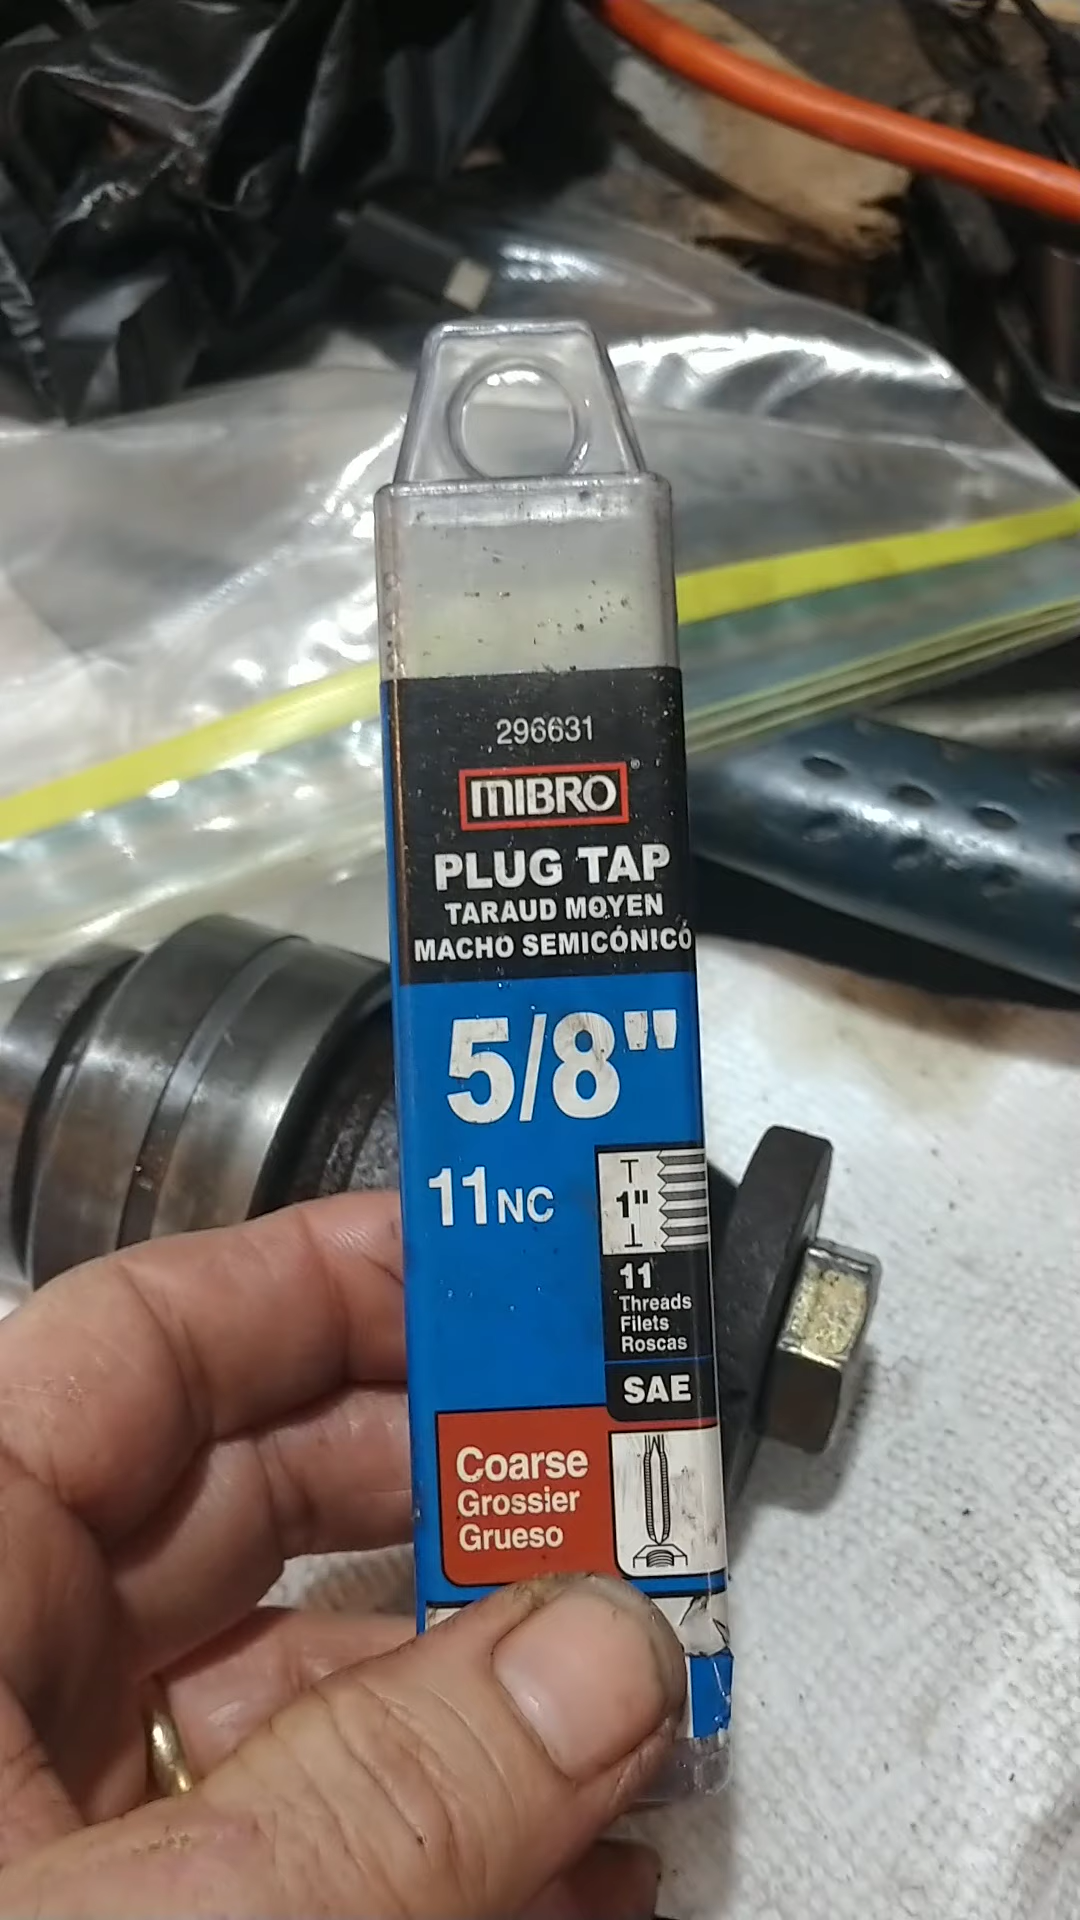 296631
MIBRO®
PLUG TAP
TARAUD MOYEN
MACHO SEMICÓNICO
5/8"
11NC
1"
11
Threads
Filets
Roscas
SAE
Coarse
Grossier
Grueso